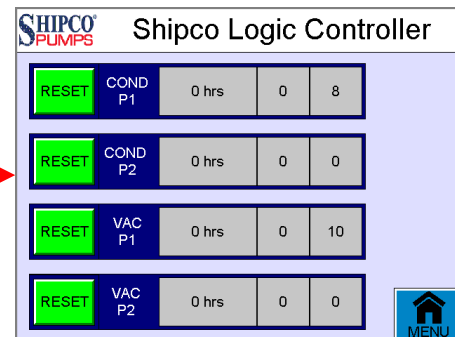 SHIPCO® PUMPS
Shipco Logic Controller
RESET COND P1 0 hrs 0 8
RESET COND P2 0 hrs 0 0
RESET VAC P1 0 hrs 0 10
RESET VAC P2 0 hrs 0 0
MENU